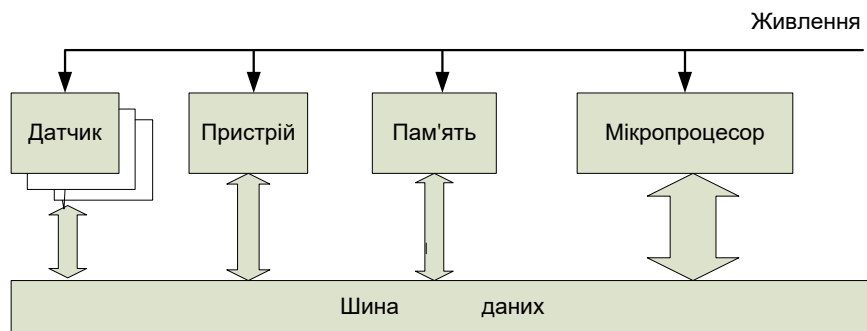 Живлення
Датчик
Пристрій
Пам'ять
Мікропроцесор
Шина даних